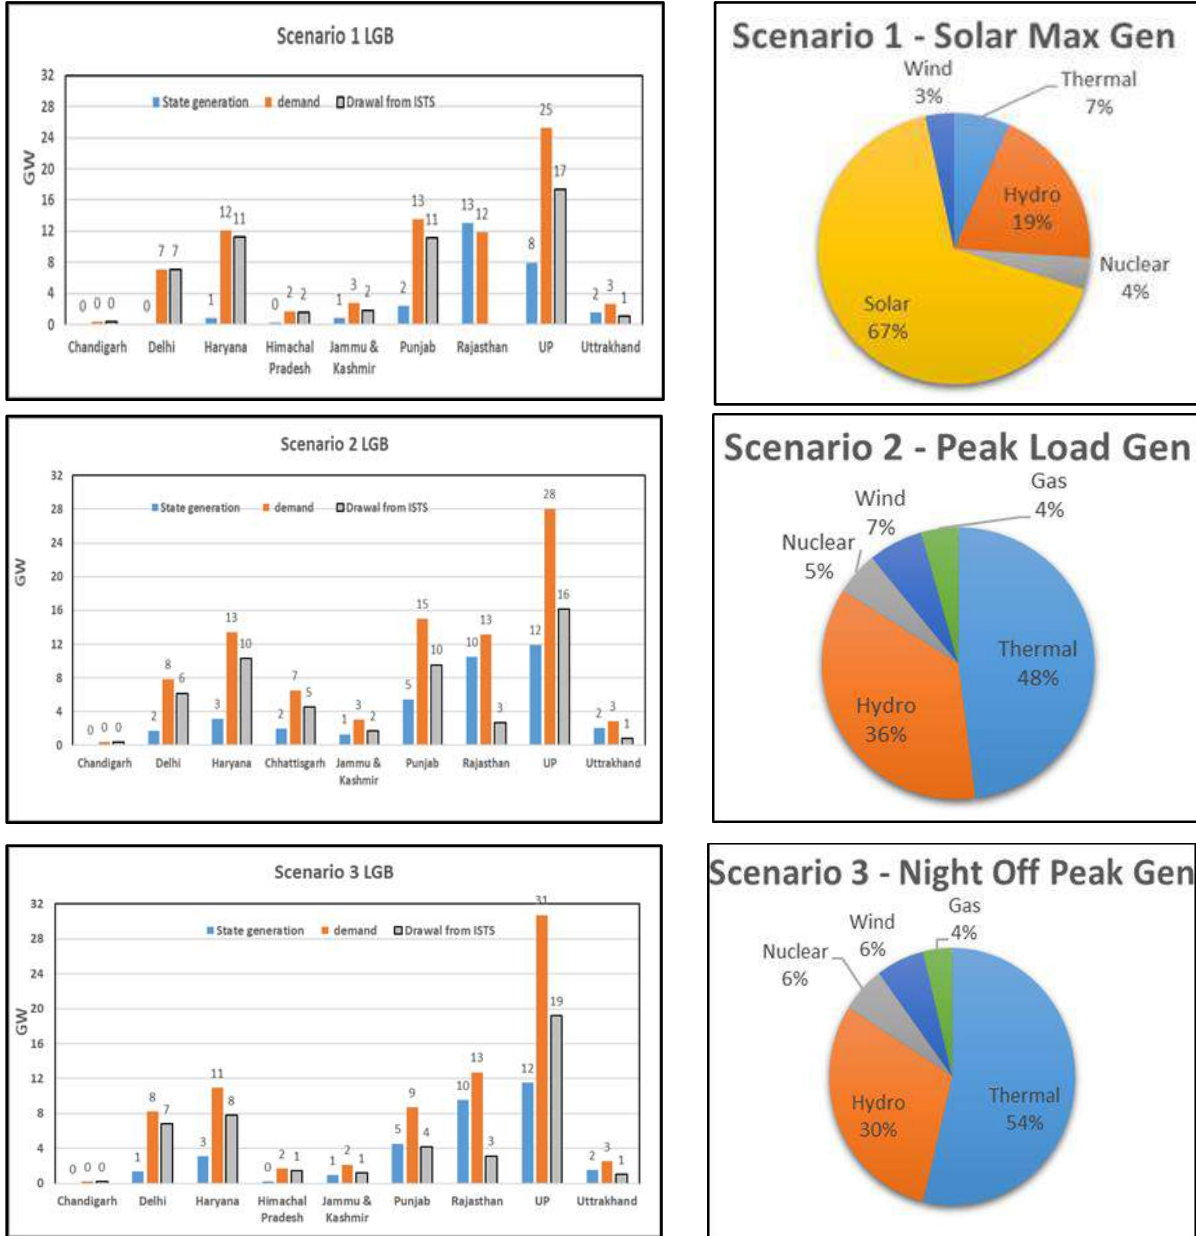 Scenario 1 LGB
GW
32
28
24
20
16
12
8
4
0
State generation demand Drawal from ISTS
0 0 0
0 7 7
1 12 11
0 2 2
1 3 2
2 13 11
13 12
8 25 17
2 3 1
Chandigarh Delhi Haryana Himachal Pradesh Jammu & Kashmir Punjab Rajasthan UP Uttrakhand
Scenario 1 - Solar Max Gen
Wind
3%
Thermal
7%
Hydro
19%
Nuclear
4%
Solar
67%
Scenario 2 LGB
GW
32
28
24
20
16
12
8
4
0
State generation demand Drawal from ISTS
0 0 0
2 8 6
3 13 10
2 7 5
1 3 2
5 15 10
10 13 3
12 28 16
2 3 1
Chandigarh Delhi Haryana Chhattisgarh Jammu & Kashmir Punjab Rajasthan UP Uttrakhand
Scenario 2 - Peak Load Gen
Gas
4%
Wind
7%
Nuclear
5%
Thermal
48%
Hydro
36%
Scenario 3 LGB
GW
32
28
24
20
16
12
8
4
0
State generation demand Drawal from ISTS
0 0 0
1 8 7
3 11 8
0 2 1
1 2 1
5 9 4
10 13 3
12 31 19
2 3 1
Chandigarh Delhi Haryana Himachal Pradesh Jammu & Kashmir Punjab Rajasthan UP Uttrakhand
Scenario 3 - Night Off Peak Gen
Gas
4%
Wind
6%
Nuclear
6%
Thermal
54%
Hydro
30%